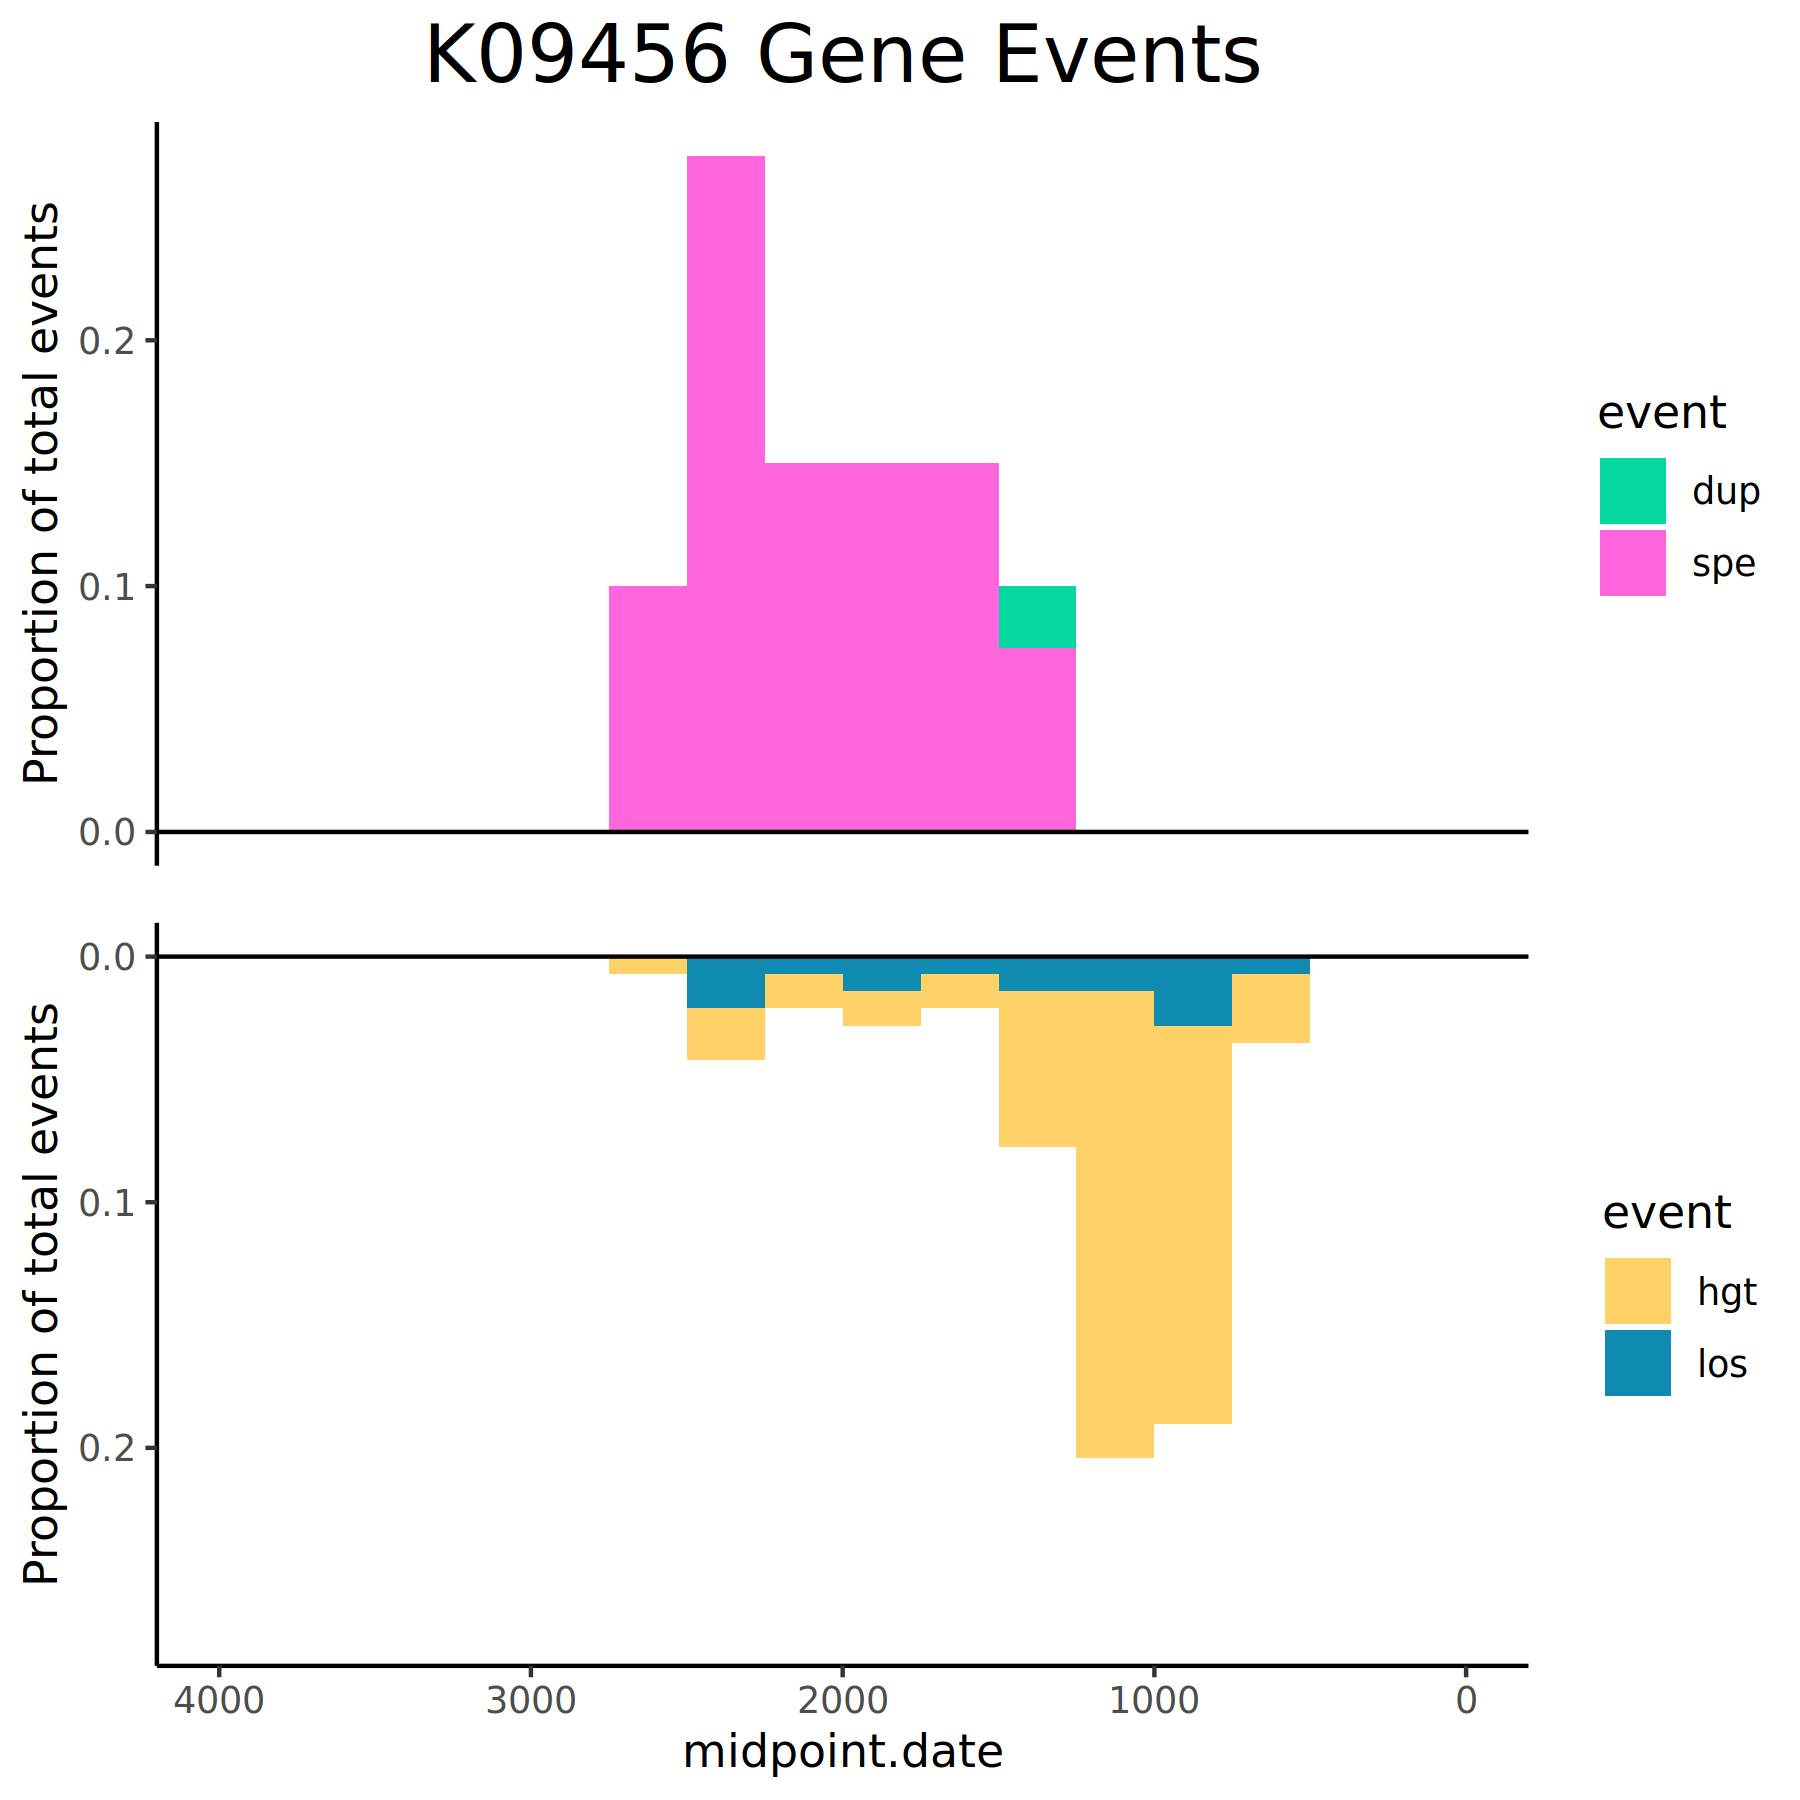 K09456 Gene Events
Proportion of total events
0.2
0.1
0.0
event
dup
spe
Proportion of total events
0.0
0.1
0.2
event
hgt
los
4000 3000 2000 1000 0
midpoint.date